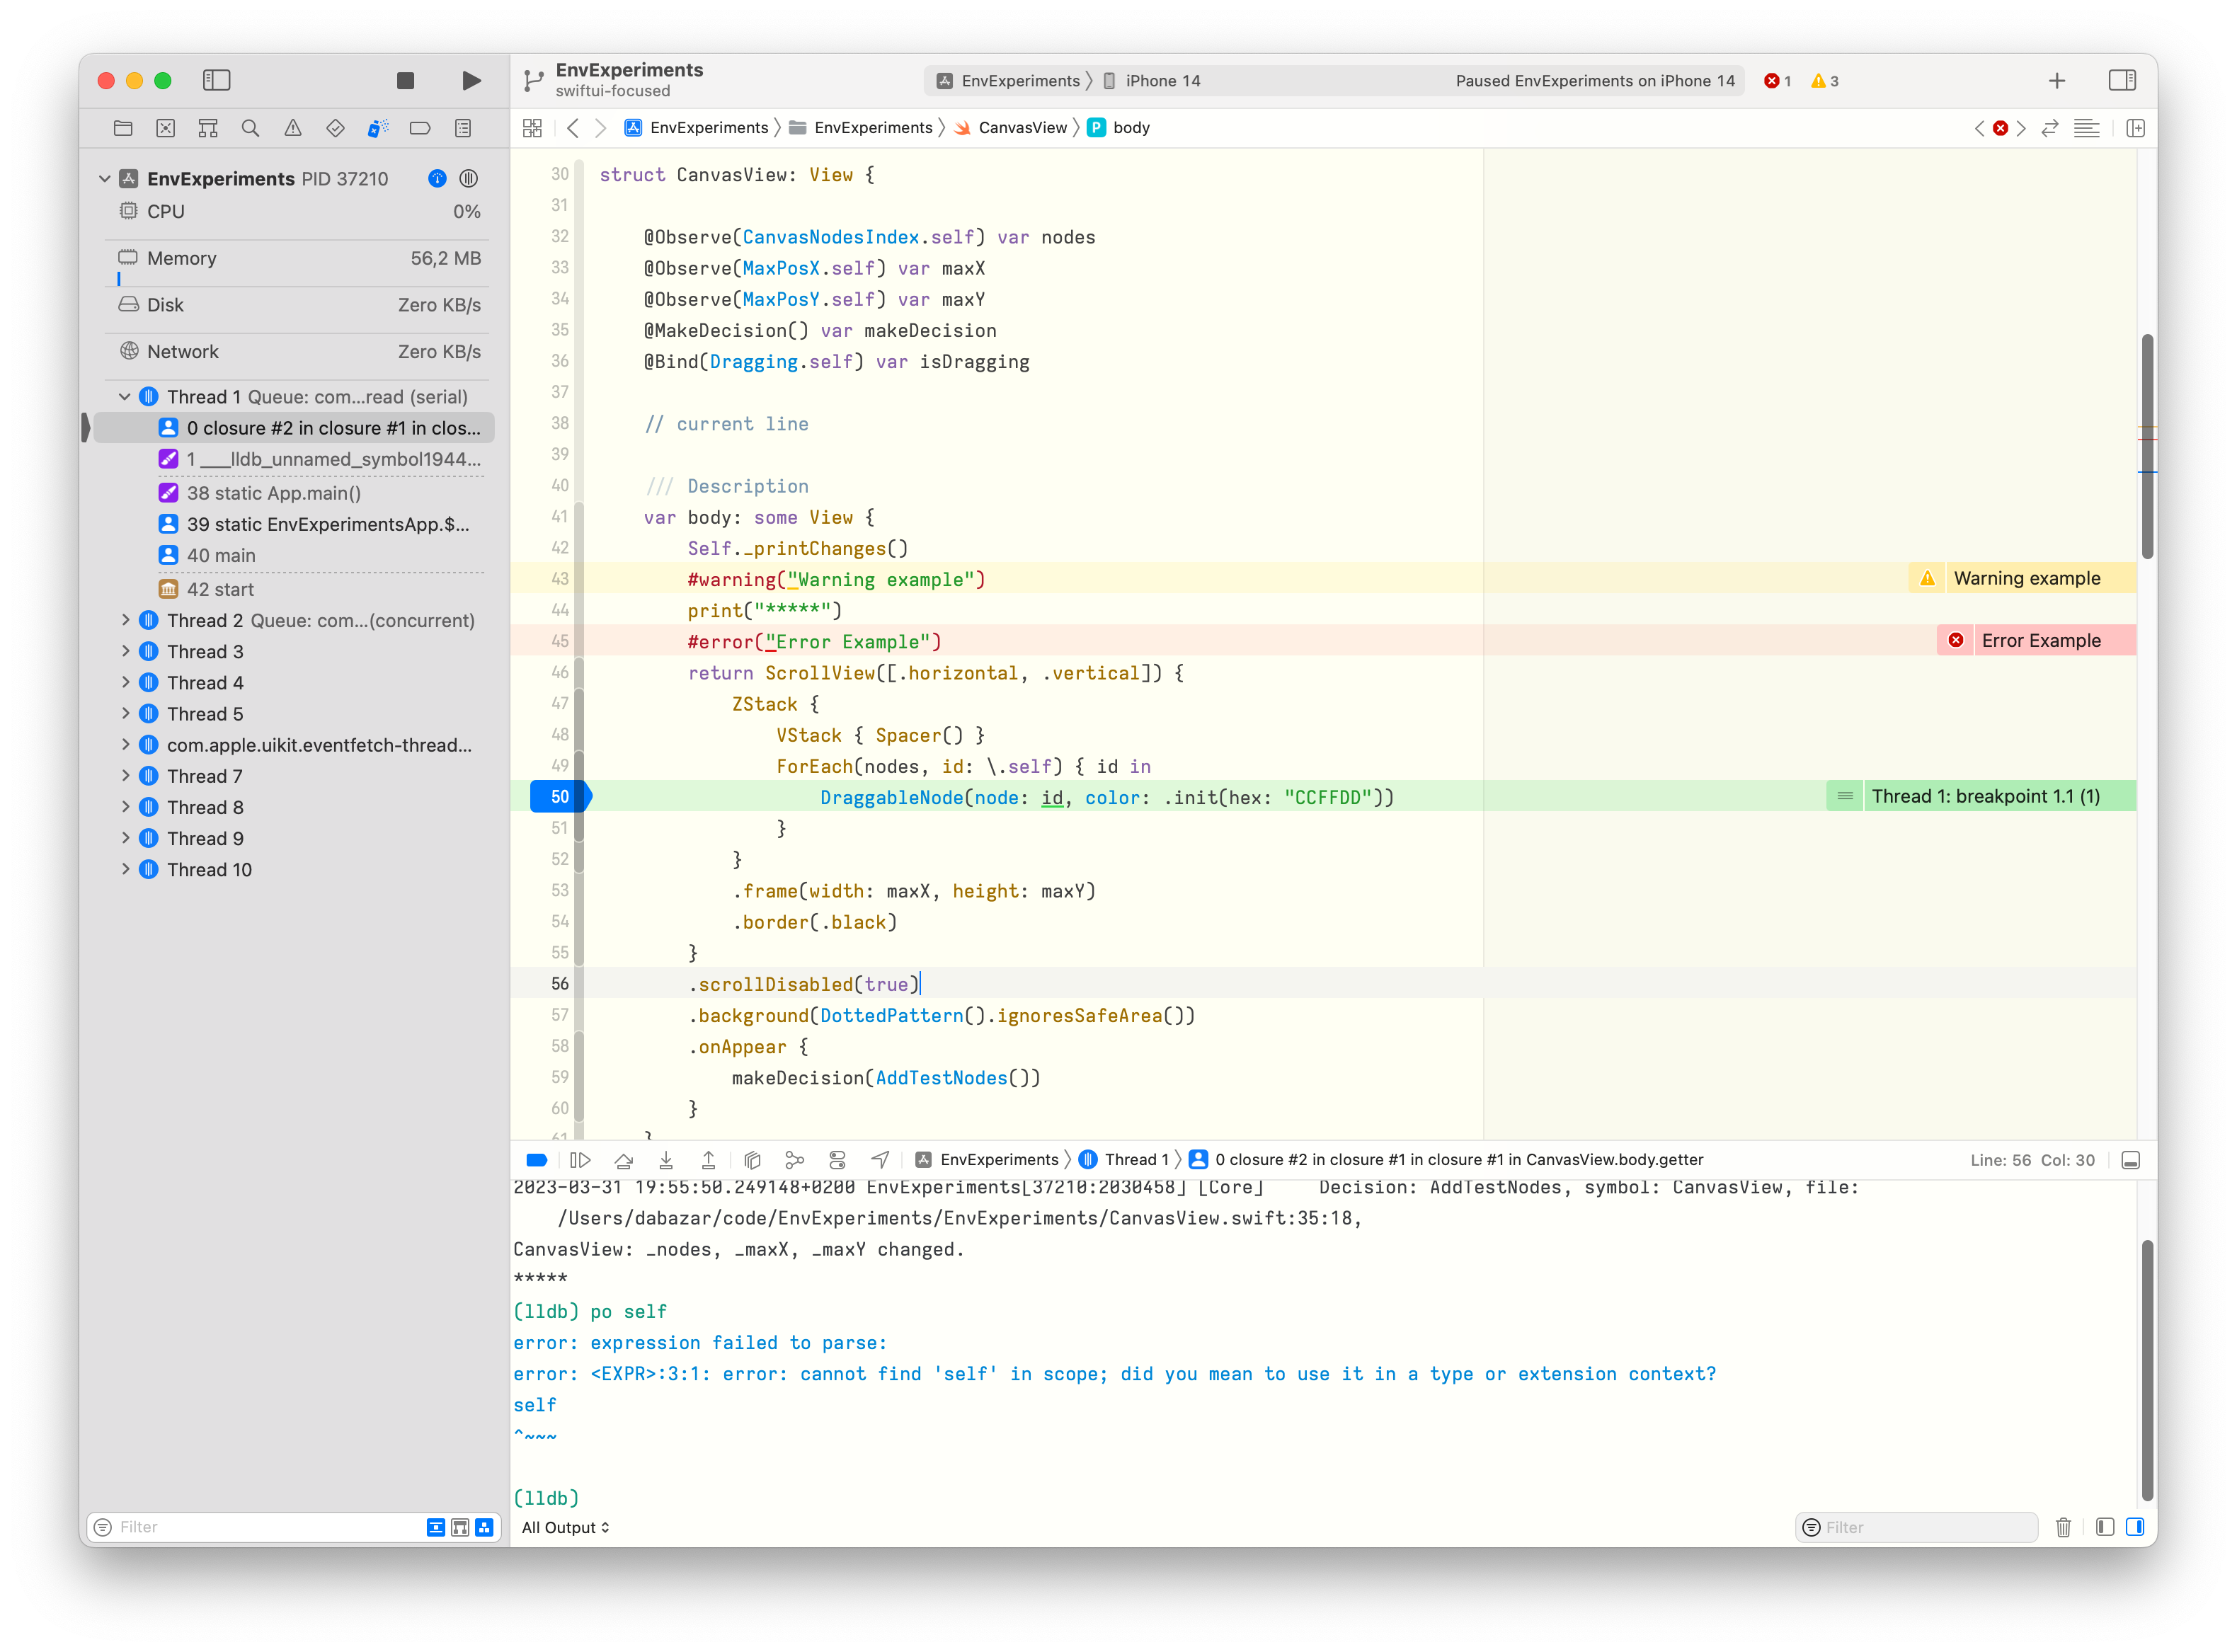 EnvExperiments
swiftui-focused
EnvExperiments
iPhone 14
Paused EnvExperiments on iPhone 14
1
3
EnvExperiments
EnvExperiments
CanvasView
P
body
EnvExperiments PID 37210
CPU
0%
Memory
56,2 MB
Disk
Zero KB/s
Network
Zero KB/s
Thread 1 Queue: com...read (serial)
0 closure #2 in closure #1 in clos...
1 ___lldb_unnamed_symbol1944...
38 static App.main()
39 static EnvExperimentsApp.$...
40 main
42 start
Thread 2 Queue: com...(concurrent)
Thread 3
Thread 4
Thread 5
com.apple.uikit.eventfetch-thread...
Thread 7
Thread 8
Thread 9
Thread 10
Filter
30 struct CanvasView: View {
31
32 @Observe(CanvasNodesIndex.self) var nodes
33 @Observe(MaxPosX.self) var maxX
34 @Observe(MaxPosY.self) var maxY
35 @MakeDecision() var makeDecision
36 @Bind(Dragging.self) var isDragging
37
38 // current line
39
40 /// Description
41 var body: some View {
42 Self._printChanges()
43 #warning("Warning example")
Warning example
44 print("*****")
45 #error("Error Example")
Error Example
46 return ScrollView([.horizontal, .vertical]) {
47 ZStack {
48 VStack { Spacer() }
49 ForEach(nodes, id: \.self) { id in
50 DraggableNode(node: id, color: .init(hex: "CCFFDD"))
Thread 1: breakpoint 1.1 (1)
51 }
52 }
53 .frame(width: maxX, height: maxY)
54 .border(.black)
55 }
56 .scrollDisabled(true)
57 .background(DottedPattern().ignoresSafeArea())
58 .onAppear {
59 makeDecision(AddTestNodes())
60 }
61 }
EnvExperiments
Thread 1
0 closure #2 in closure #1 in closure #1 in CanvasView.body.getter
Line: 56 Col: 30
2023-03-31 19:55:50.249148+0200 EnvExperiments[37210:2030458] [Core] Decision: AddTestNodes, symbol: CanvasView, file:
/Users/dabazar/code/EnvExperiments/EnvExperiments/CanvasView.swift:35:18,
CanvasView: _nodes, _maxX, _maxY changed.
*****
(lldb) po self
error: expression failed to parse:
error: <EXPR>:3:1: error: cannot find 'self' in scope; did you mean to use it in a type or extension context?
self
^~~~
(lldb)
All Output
Filter